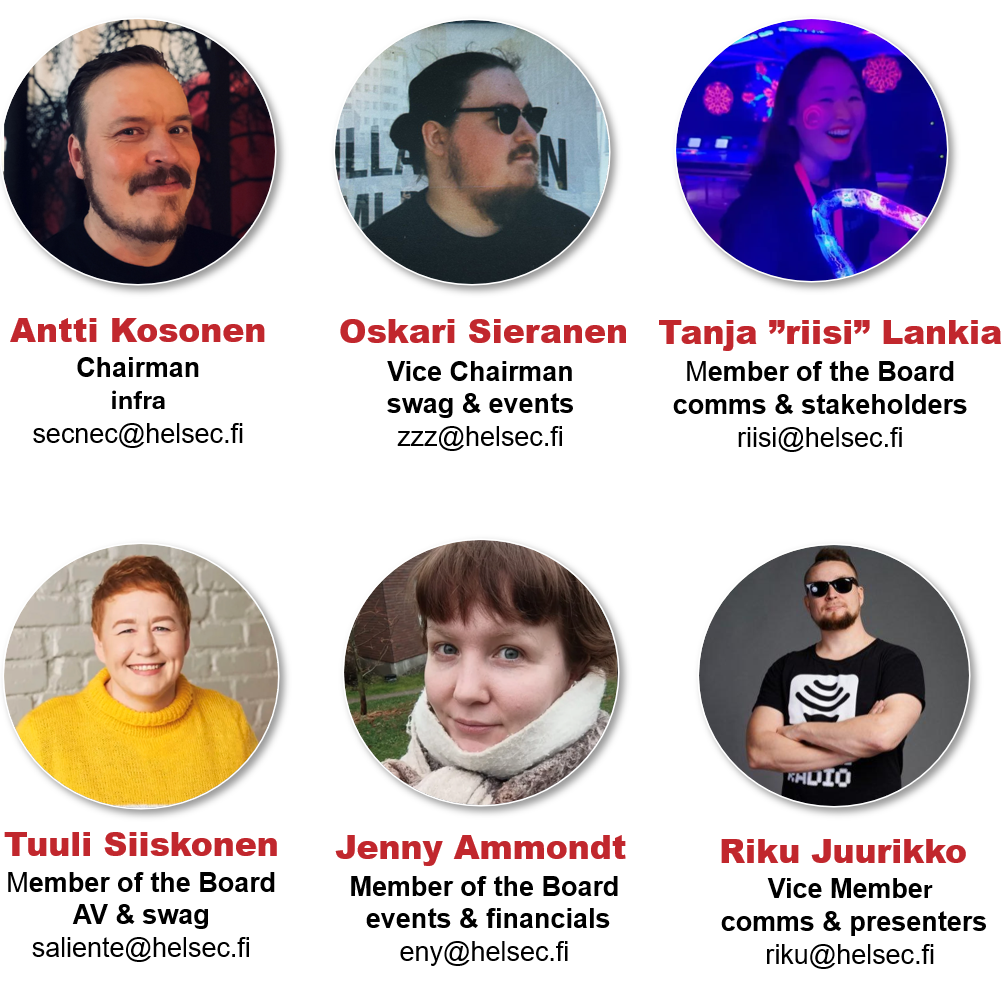 Antti Kosonen
Chairman
infra
secnec@helsec.fi
Oskari Sieranen
Vice Chairman
swag & events
zzz@helsec.fi
Tanja ”riisi” Lankia
Member of the Board
comms & stakeholders
riisi@helsec.fi
Tuuli Siiskonen
Member of the Board
AV & swag
saliente@helsec.fi
Jenny Ammondt
Member of the Board
events & financials
eny@helsec.fi
RADIO
Riku Juurikko
Vice Member
comms & presenters
riku@helsec.fi